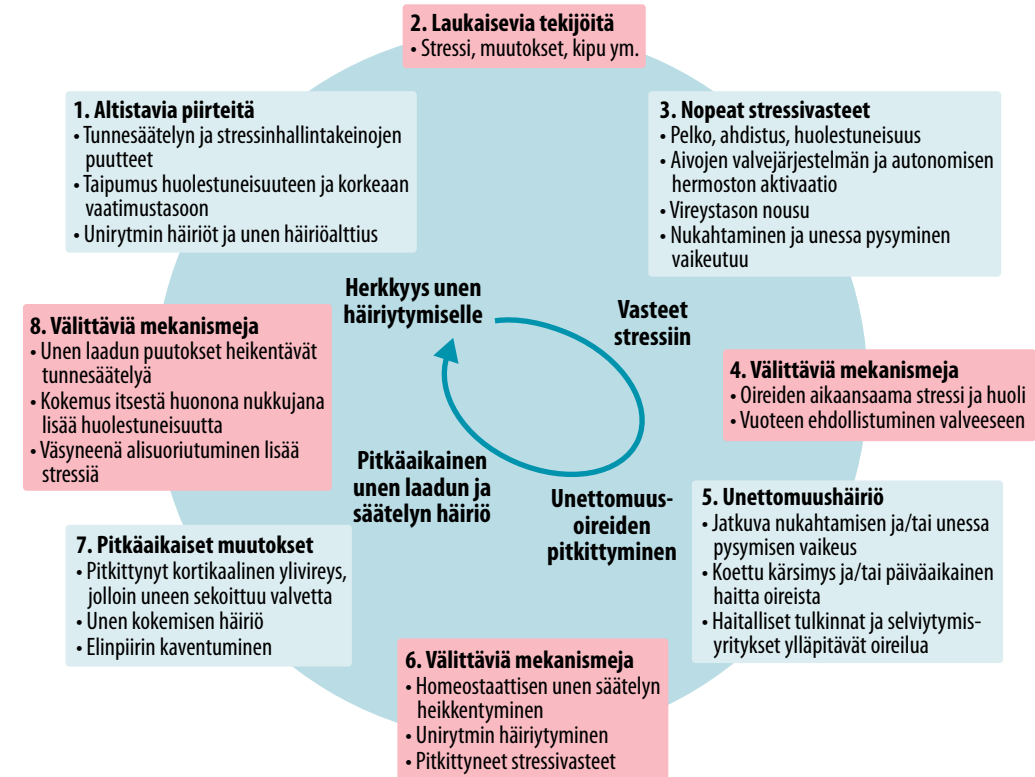 2. Laukaisevia tekijöitä
• Stressi, muutokset, kipu ym.
1. Altistavia piirteitä
• Tunnesäätelyn ja stressinhallintakeinojen
puutteet
• Taipumus huolestuneisuuteen ja korkeaan
vaatimustasoon
• Unirytmin häiriöt ja unen häiriöalttius
3. Nopeat stressivasteet
• Pelko, ahdistus, huolestuneisuus
• Aivojen valvejärjestelmän ja autonomisen
hermoston aktivaatio
• Vireystason nousu
• Nukahtaminen ja unessa pysyminen
vaikeutuu
Herkkyys unen
häiriytymiselle
Vasteet
stressiin
8. Välittäviä mekanismeja
• Unen laadun puutokset heikentävät
tunnesäätelyä
• Kokemus itsestä huonona nukkujana
lisää huolestuneisuutta
• Väsyneenä alisuoriutuminen lisää
stressiä
4. Välittäviä mekanismeja
• Oireiden aikaansaama stressi ja huoli
• Vuoteen ehdollistuminen valveeseen
Pitkäaikainen
unen laadun ja
säätelyn häiriö
Unettomuus-
oireiden
pitkittyminen
5. Unettomuushäiriö
• Jatkuva nukahtamisen ja/tai unessa
pysymisen vaikeus
• Koettu kärsimys ja/tai päiväaikainen
haitta oireista
• Haitalliset tulkinnat ja selviytymis-
yritykset ylläpitävät oireilua
7. Pitkäaikaiset muutokset
• Pitkittynyt kortikaalinen ylivireys,
jolloin uneen sekoittuu valvetta
• Unen kokemisen häiriö
• Elinpiirin kaventuminen
6. Välittäviä mekanismeja
• Homeostaattisen unen säätelyn
heikkentyminen
• Unirytmin häiriytyminen
• Pitkittyneet stressivasteet